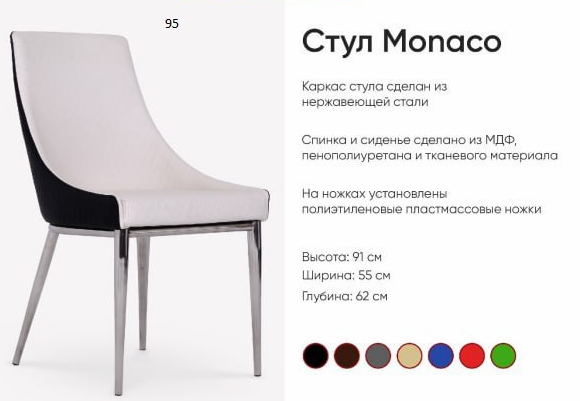 95
Стул Monaco
Каркас стула сделан из
нержавеющей стали
Спинка и сиденье сделано из МДФ,
пенополиуретана и тканевого материала
На ножках установлены
полиэтиленовые пластмассовые ножки
Высота: 91 см
Ширина: 55 см
Глубина: 62 см